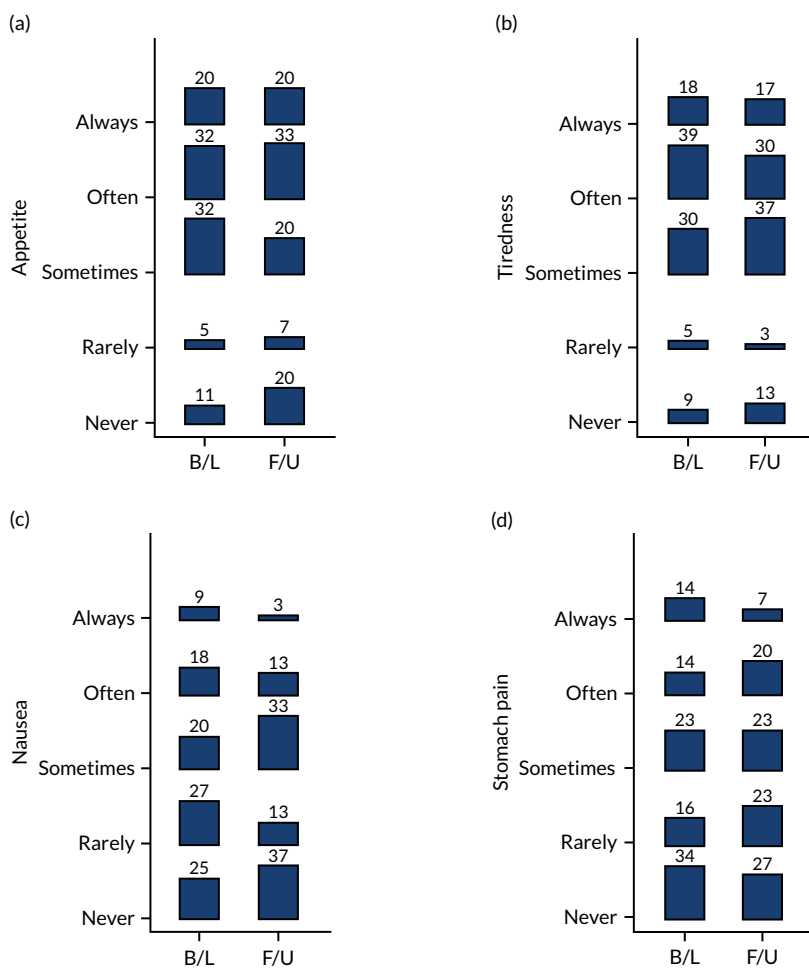 (a)
Appetite
20 20
Always
32 33
Often
32 20
Sometimes
5 7
Rarely
11 20
Never
B/L F/U
(b)
Tiredness
18 17
Always
39 30
Often
30 37
Sometimes
5 3
Rarely
9 13
Never
B/L F/U
(c)
Nausea
9 3
Always
18 13
Often
20 33
Sometimes
27 13
Rarely
25 37
Never
B/L F/U
(d)
Stomach pain
14 7
Always
14 20
Often
23 23
Sometimes
16 23
Rarely
34 27
Never
B/L F/U